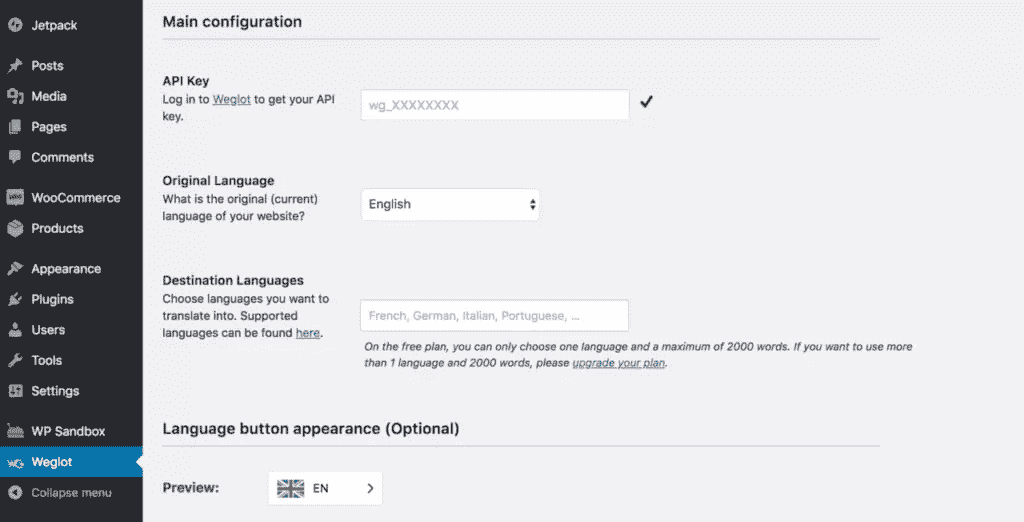 Jetpack
Posts
Media
Pages
Comments
WooCommerce
Products
Appearance
Plugins
Users
Tools
Settings
WP Sandbox
Weglot
Collapse menu
Main configuration
API Key
Log in to Weglot to get your API
key.
wg_XXXXXXXX
Original Language
What is the original (current)
language of your website?
English
Destination Languages
Choose languages you want to
translate into. Supported
languages can be found here.
French, German, Italian, Portuguese, ...
On the free plan, you can only choose one language and a maximum of 2000 words. If you want to use more
than 1 language and 2000 words, please upgrade your plan.
Language button appearance (Optional)
Preview:
EN